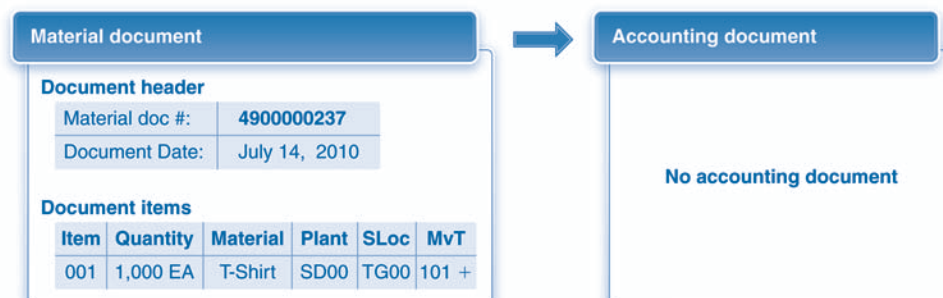 Material document
Document header
Material doc #: 4900000237
Document Date: July 14, 2010
Document items
Item Quantity Material Plant SLoc MvT
001 1,000 EA T-Shirt SD00 TG00 101 +
Accounting document
No accounting document